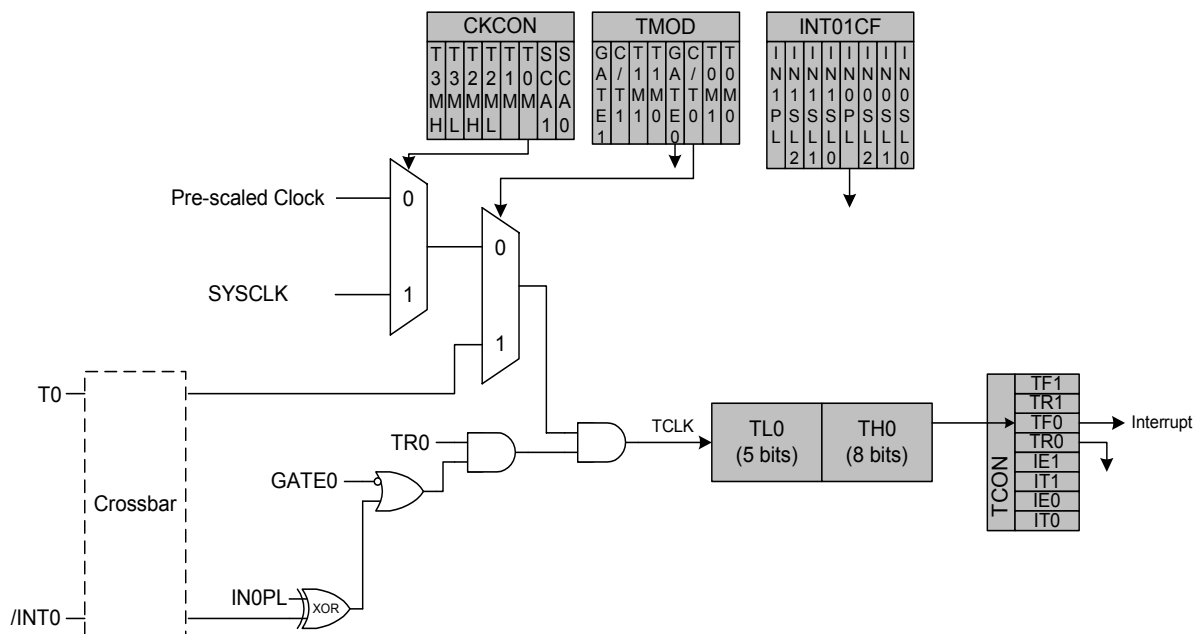 CKCON
T3MH T3ML T2MH T2ML T1M T0M SCA1 SCA0
TMOD
GATE1 C/T1 T1M1 T1M0 GATE0 C/T0 T0M1 T0M0
INT01CF
IN1PL IN1SL2 IN1SL1 IN1SL0 IN0PL IN0SL2 IN0SL1 IN0SL0
Pre-scaled Clock
0
SYSCLK
1
0
1
T0
Crossbar
/INT0
TR0
GATE0
IN0PL
XOR
TCLK
TL0
(5 bits)
TH0
(8 bits)
TCON
TF1
TR1
TF0
TR0
IE1
IT1
IE0
IT0
Interrupt